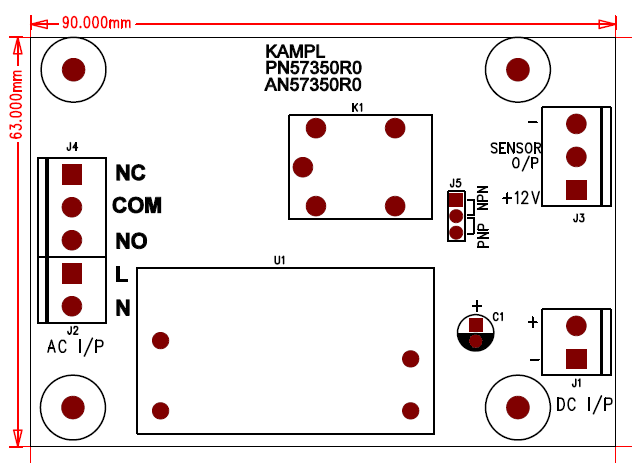 90.000mm
63.000mm
KAMPL
PN57350R0
AN57350R0
K1
J4
NC
COM
NO
L
N
J2
AC I/P
U1
J5
NPN
PNP
-
SENSOR
O/P
+12V
J3
+
C1
+
-
J1
DC I/P